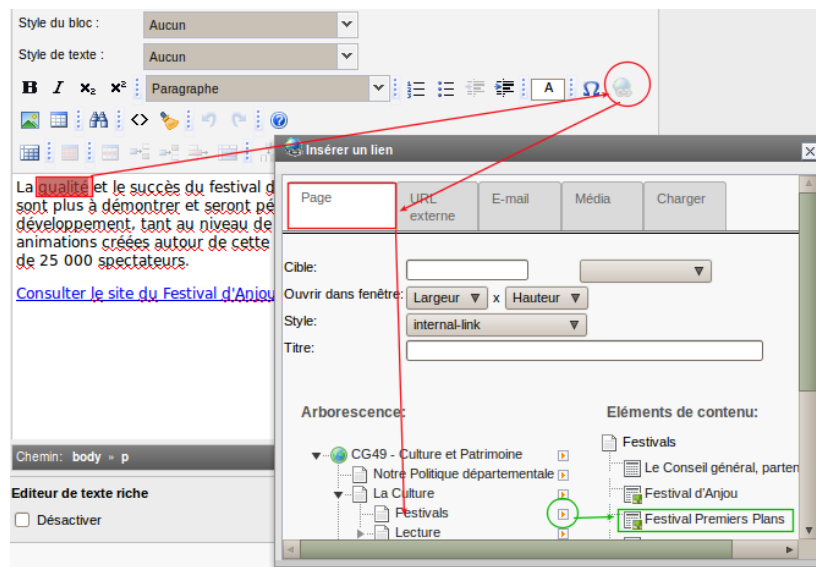 Style du bloc :
Aucun
Style de texte :
Aucun
B I x₂ x² Paragraphe A Ω
Insérer un lien
La qualité et le succès du festival d
sont plus à démontrer et seront pé
développement, tant au niveau de
animations créées autour de cette
de 25 000 spectateurs.
Consulter le site du Festival d'Anjou
Page
URL
externe
E-mail
Média
Charger
Cible:
Ouvrir dans fenêtre:
Largeur x Hauteur
Style:
internal-link
Titre:
Arborescence:
Eléments de contenu:
CG49 - Culture et Patrimoine
Notre Politique départementale
La Culture
Festivals
Lecture
Festivals
Le Conseil général, parten
Festival d'Anjou
Festival Premiers Plans
Chemin: body » p
Editeur de texte riche
Désactiver